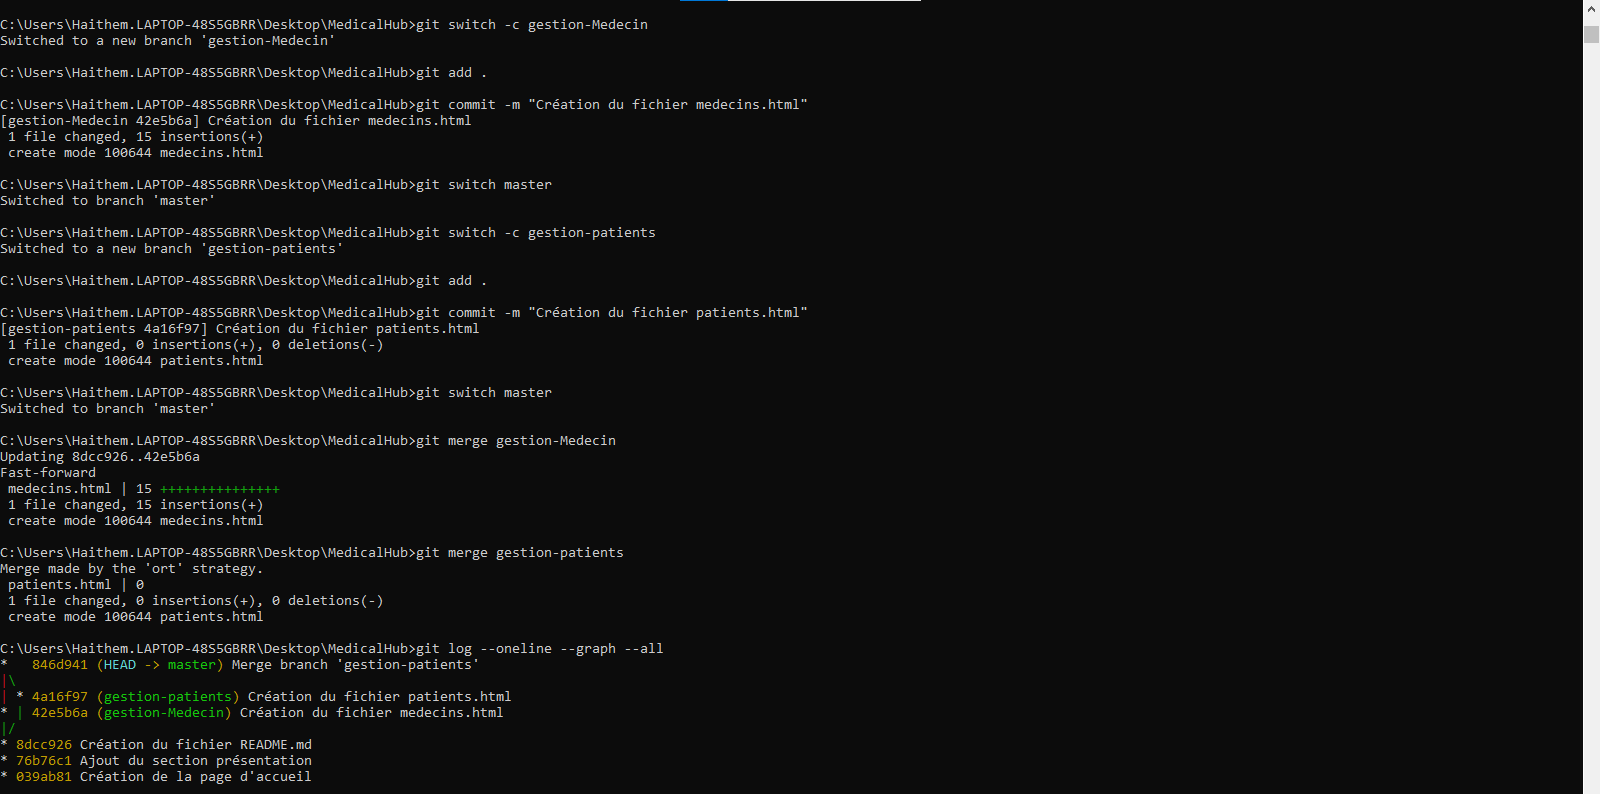 C:\Users\Haithem.LAPTOP-48S5GBRR\Desktop\MedicalHub>git switch -c gestion-Medecin
Switched to a new branch 'gestion-Medecin'
C:\Users\Haithem.LAPTOP-48S5GBRR\Desktop\MedicalHub>git add .
C:\Users\Haithem.LAPTOP-48S5GBRR\Desktop\MedicalHub>git commit -m "Création du fichier medecins.html"
[gestion-Medecin 42e5b6a] Création du fichier medecins.html
 1 file changed, 15 insertions(+)
 create mode 100644 medecins.html
C:\Users\Haithem.LAPTOP-48S5GBRR\Desktop\MedicalHub>git switch master
Switched to branch 'master'
C:\Users\Haithem.LAPTOP-48S5GBRR\Desktop\MedicalHub>git switch -c gestion-patients
Switched to a new branch 'gestion-patients'
C:\Users\Haithem.LAPTOP-48S5GBRR\Desktop\MedicalHub>git add .
C:\Users\Haithem.LAPTOP-48S5GBRR\Desktop\MedicalHub>git commit -m "Création du fichier patients.html"
[gestion-patients 4a16f97] Création du fichier patients.html
 1 file changed, 0 insertions(+), 0 deletions(-)
 create mode 100644 patients.html
C:\Users\Haithem.LAPTOP-48S5GBRR\Desktop\MedicalHub>git switch master
Switched to branch 'master'
C:\Users\Haithem.LAPTOP-48S5GBRR\Desktop\MedicalHub>git merge gestion-Medecin
Updating 8dcc926..42e5b6a
Fast-forward
 medecins.html | 15 +++++++++++++++
 1 file changed, 15 insertions(+)
 create mode 100644 medecins.html
C:\Users\Haithem.LAPTOP-48S5GBRR\Desktop\MedicalHub>git merge gestion-patients
Merge made by the 'ort' strategy.
 patients.html | 0
 1 file changed, 0 insertions(+), 0 deletions(-)
 create mode 100644 patients.html
C:\Users\Haithem.LAPTOP-48S5GBRR\Desktop\MedicalHub>git log --oneline --graph --all
*   846d941 (HEAD -> master) Merge branch 'gestion-patients'
|\
| * 4a16f97 (gestion-patients) Création du fichier patients.html
* | 42e5b6a (gestion-Medecin) Création du fichier medecins.html
|/
* 8dcc926 Création du fichier README.md
* 76b76c1 Ajout du section présentation
* 039ab81 Création de la page d'accueil